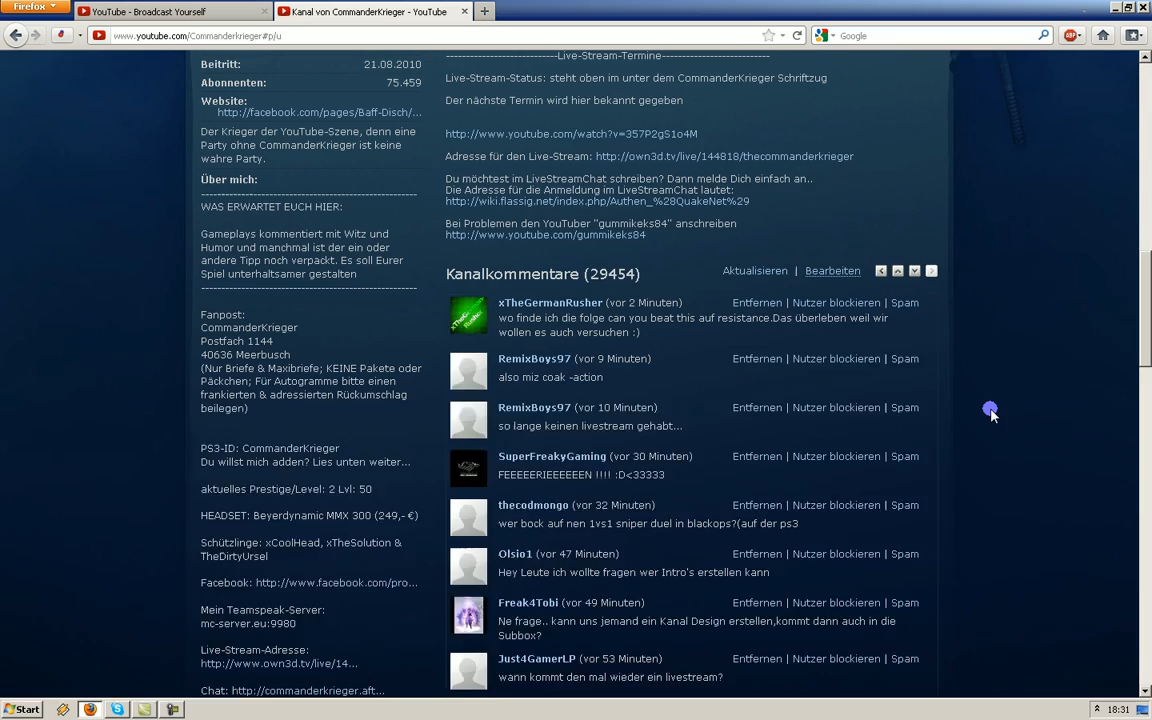 Firefox
YouTube - Broadcast Yourself
Kanal von CommanderKrieger - YouTube
www.youtube.com/Commanderkrieger#p/u
Google
ABP
Beitritt: 21.08.2010
Abonnenten: 75.459
Website:
http://facebook.com/pages/Baff-Disch/...
Der Krieger der YouTube-Szene, denn eine
Party ohne CommanderKrieger ist keine
wahre Party.
Über mich:
------------------------------------------------------
WAS ERWARTET EUCH HIER:
Gameplays kommentiert mit Witz und
Humor und manchmal ist der ein oder
andere Tipp noch verpackt. Es soll Eurer
Spiel unterhaltsamer gestalten
------------------------------------------------------
Fanpost:
CommanderKrieger
Postfach 1144
40636 Meerbusch
(Nur Briefe & Maxibriefe; KEINE Pakete oder
Päckchen; Für Autogramme bitte einen
frankierten & adressierten Rückumschlag
beilegen)
PS3-ID: CommanderKrieger
Du willst mich adden? Lies unten weiter...
aktuelles Prestige/Level: 2 Lvl: 50
HEADSET: Beyerdynamic MMX 300 (249,- €)
Schützlinge: xCoolHead, xTheSolution &
TheDirtyUrsel
Facebook: http://www.facebook.com/pro...
Mein Teamspeak-Server:
mc-server.eu:9980
Live-Stream-Adresse:
http://www.own3d.tv/live/14...
Chat: http://commanderkrieger.aft...
----------------------------Live-Stream-Termine---------------------------
Live-Stream-Status: steht oben im unter dem CommanderKrieger Schriftzug
Der nächste Termin wird hier bekannt gegeben
http://www.youtube.com/watch?v=357P2gS1o4M
Adresse für den Live-Stream: http://own3d.tv/live/144818/thecommanderkrieger
Du möchtest im LiveStreamChat schreiben? Dann melde Dich einfach an..
Die Adresse für die Anmeldung im LiveStreamChat lautet:
http://wiki.flassig.net/index.php/Authen_%28QuakeNet%29
Bei Problemen den YouTuber "gummikeks84" anschreiben
http://www.youtube.com/gummikeks84
Kanalkommentare (29454) Aktualisieren | Bearbeiten
xTheGermanRusher (vor 2 Minuten) Entfernen | Nutzer blockieren | Spam
wo finde ich die folge can you beat this auf resistance.Das überleben weil wir
wollen es auch versuchen :)
RemixBoys97 (vor 9 Minuten) Entfernen | Nutzer blockieren | Spam
also miz coak -action
RemixBoys97 (vor 10 Minuten) Entfernen | Nutzer blockieren | Spam
so lange keinen livestream gehabt...
SuperFreakyGaming (vor 30 Minuten) Entfernen | Nutzer blockieren | Spam
FEEEEERIEEEEEEN !!!! :D<33333
thecodmongo (vor 32 Minuten) Entfernen | Nutzer blockieren | Spam
wer bock auf nen 1vs1 sniper duel in blackops?(auf der ps3
Olsio1 (vor 47 Minuten) Entfernen | Nutzer blockieren | Spam
Hey Leute ich wollte fragen wer Intro's erstellen kann
Freak4Tobi (vor 49 Minuten) Entfernen | Nutzer blockieren | Spam
Ne frage.. kann uns jemand ein Kanal Design erstellen,kommt dann auch in die
Subbox?
Just4GamerLP (vor 53 Minuten) Entfernen | Nutzer blockieren | Spam
wann kommt den mal wieder ein livestream?
Start
18:31